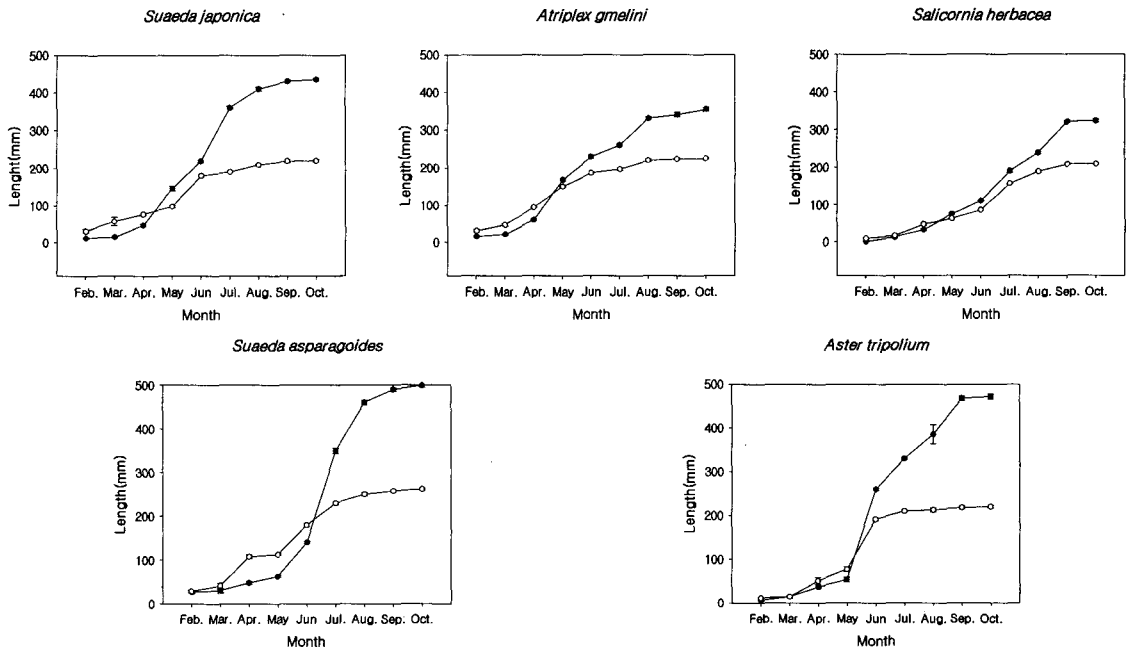 Suaeda japonica
500
400
300
200
100
0
Lenght(mm)
Feb. Mar. Apr. May Jun Jul. Aug. Sep. Oct.
Month
Atriplex gmelini
500
400
300
200
100
0
Length(mm)
Feb. Mar. Apr. May Jun Jul. Aug. Sep. Oct.
Month
Salicornia herbacea
500
400
300
200
100
0
Length(mm)
Feb. Mar. Apr. May Jun Jul. Aug. Sep. Oct.
Month
Suaeda asparagoides
500
400
300
200
100
0
Length(mm)
Feb. Mar. Apr. May Jun Jul. Aug. Sep. Oct.
Month
Aster tripolium
500
400
300
200
100
0
Length(mm)
Feb. Mar. Apr. May Jun. Jul. Aug. Sep. Oct.
Month